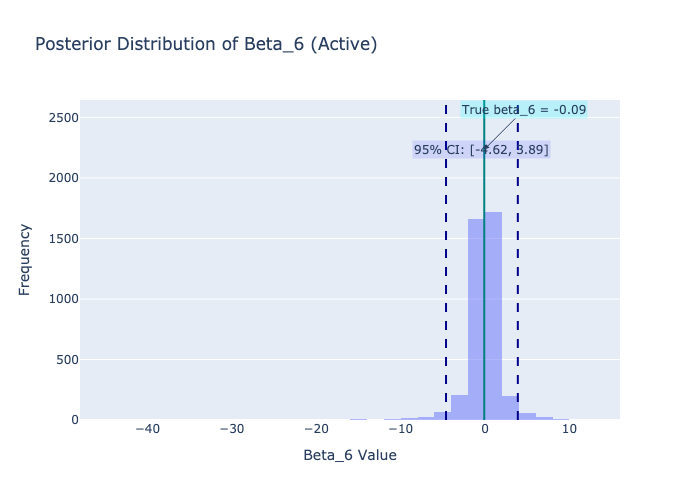 Posterior Distribution of Beta_6 (Active)
True beta_6 = -0.09
95% CI: [-4.62, 3.89]
2500
2000
1500
1000
500
0
Frequency
−40
−30
−20
−10
0
10
Beta_6 Value